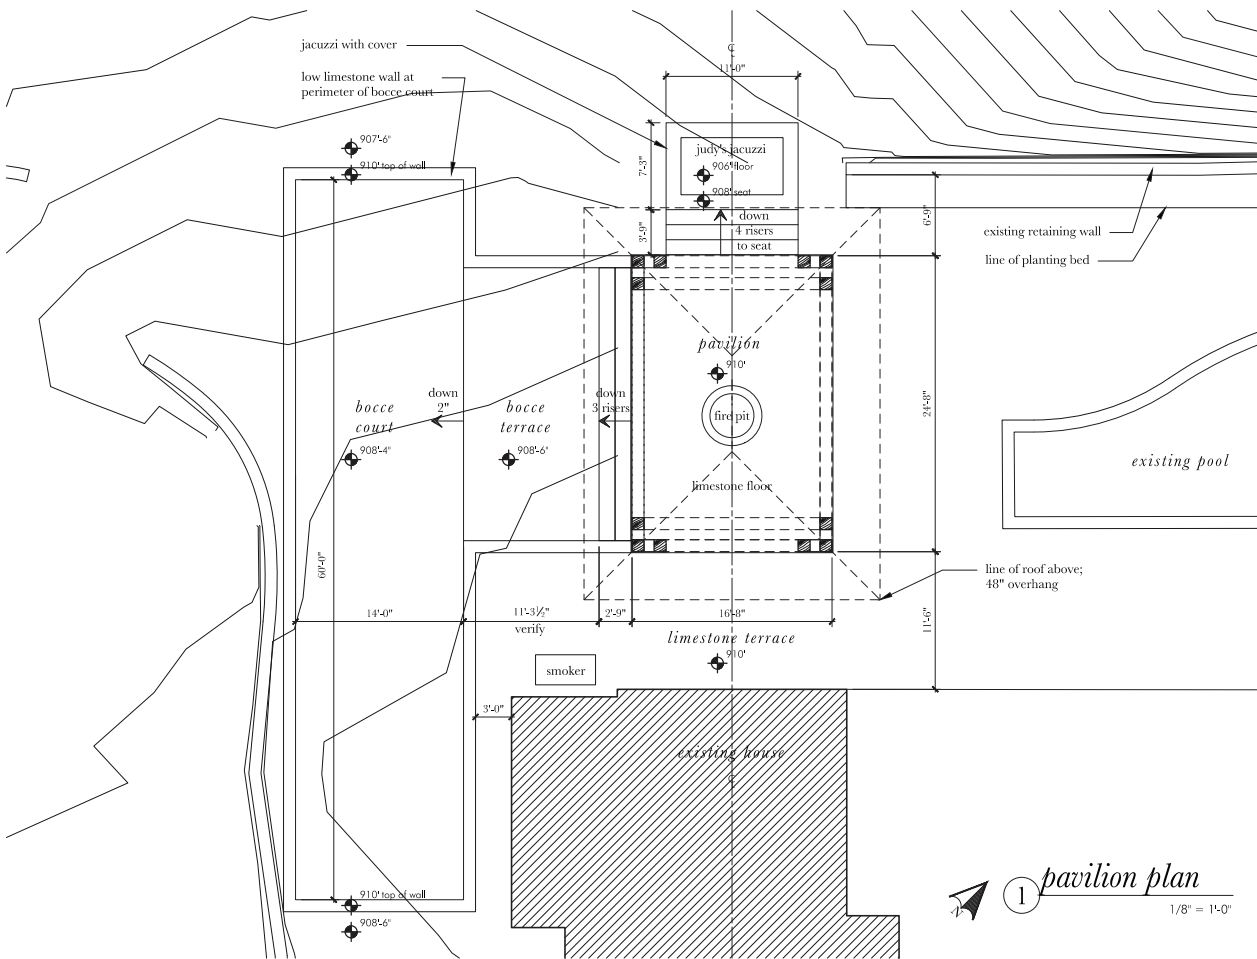 jacuzzi with cover
low limestone wall at
perimeter of bocce court
℄
11'-0"
907'-6"
910' top of wall
7'-3"
judy's jacuzzi
906' floor
908' seat
3'-9"
down
4 risers
to seat
6'-9"
existing retaining wall
line of planting bed
pavilion
910'
down
2"
down
3 risers
bocce
court
bocce
terrace
fire pit
24'-8"
908'-4"
908'-6"
limestone floor
existing pool
60'-0"
line of roof above;
48" overhang
14'-0"
11'-3½"
verify
2'-9"
16'-8"
11'-6"
limestone terrace
910'
smoker
3'-0"
existing house
℄
910' top of wall
908'-6"
N
1
pavilion plan
1/8" = 1'-0"